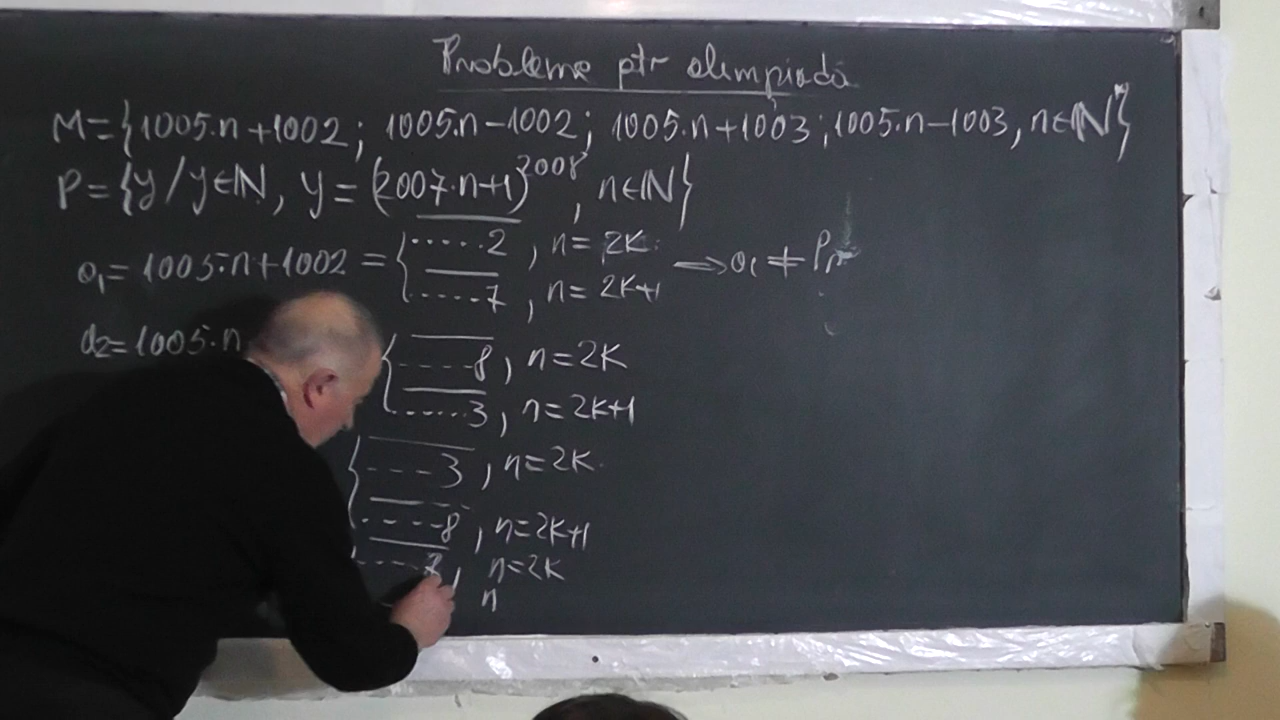 Probleme ptr olimpiadă
M={1005·n+1002; 1005·n-1002; 1005·n+1003; 1005·n-1003, n∈ℕ*}
P={y/y∈ℕ, y=(2007·n+1)^2008, n∈ℕ}
a1=1005·n+1002={.....2, n=2K
.....7, n=2K+1 ⇒a1≠Pn
a2=1005·n {....8, n=2K
.....3, n=2K+1
{----3, n=2K
----8, n=2K+1
----, n=2K
n